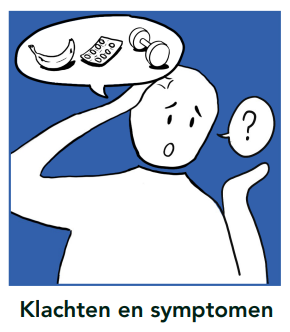 ?
Klachten en symptomen